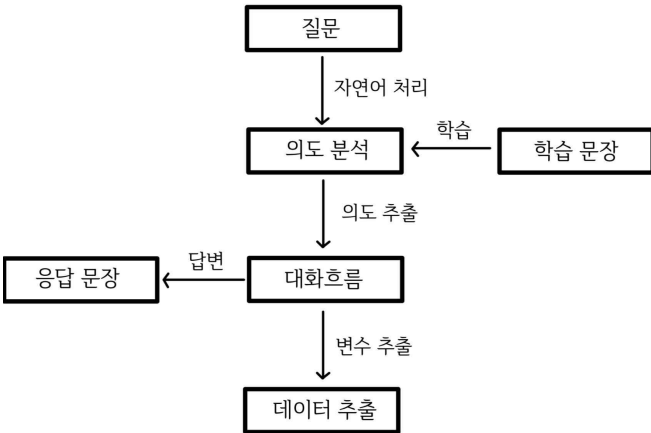 질문
자연어 처리
의도 분석
학습
학습 문장
의도 추출
응답 문장
답변
대화흐름
변수 추출
데이터 추출